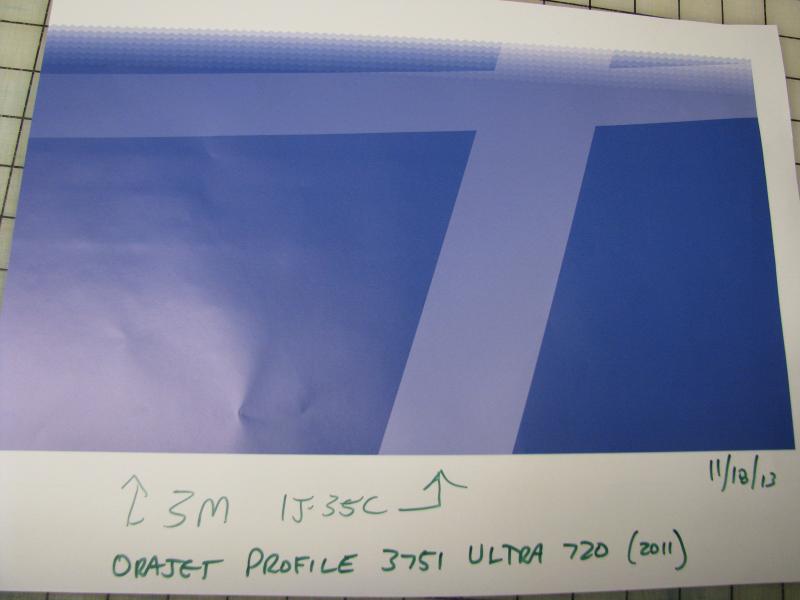 11/18/13
3M IJ-35C
ORAJET PROFILE 3751 ULTRA 720 (2011)